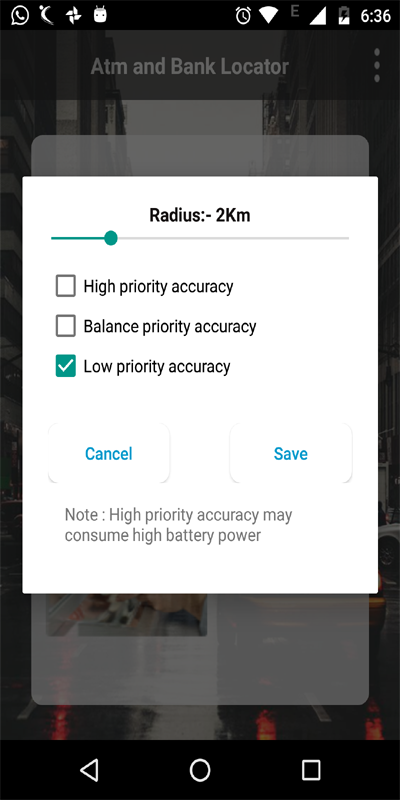 E 6:36
Atm and Bank Locator
Radius:- 2Km
High priority accuracy
Balance priority accuracy
Low priority accuracy
Cancel Save
Note : High priority accuracy may
consume high battery power